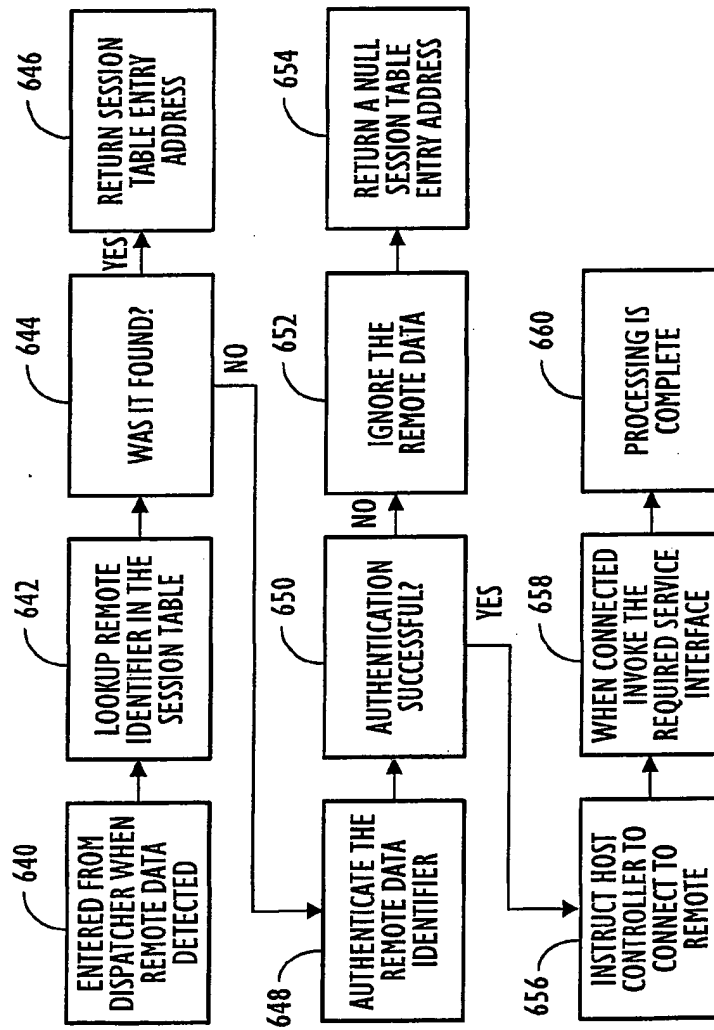 640
ENTERED FROM
DISPATCHER WHEN
REMOTE DATA
DETECTED
642
LOOKUP REMOTE
IDENTIFIER IN THE
SESSION TABLE
644
WAS IT FOUND?
YES
646
RETURN SESSION
TABLE ENTRY
ADDRESS
NO
648
AUTHENTICATE THE
REMOTE DATA
IDENTIFIER
650
AUTHENTICATION
SUCCESSFUL?
NO
652
IGNORE THE
REMOTE DATA
654
RETURN A NULL
SESSION TABLE
ENTRY ADDRESS
YES
656
INSTRUCT HOST
CONTROLLER TO
CONNECT TO
REMOTE
658
WHEN CONNECTED
INVOKE THE
REQUIRED SERVICE
INTERFACE
660
PROCESSING IS
COMPLETE